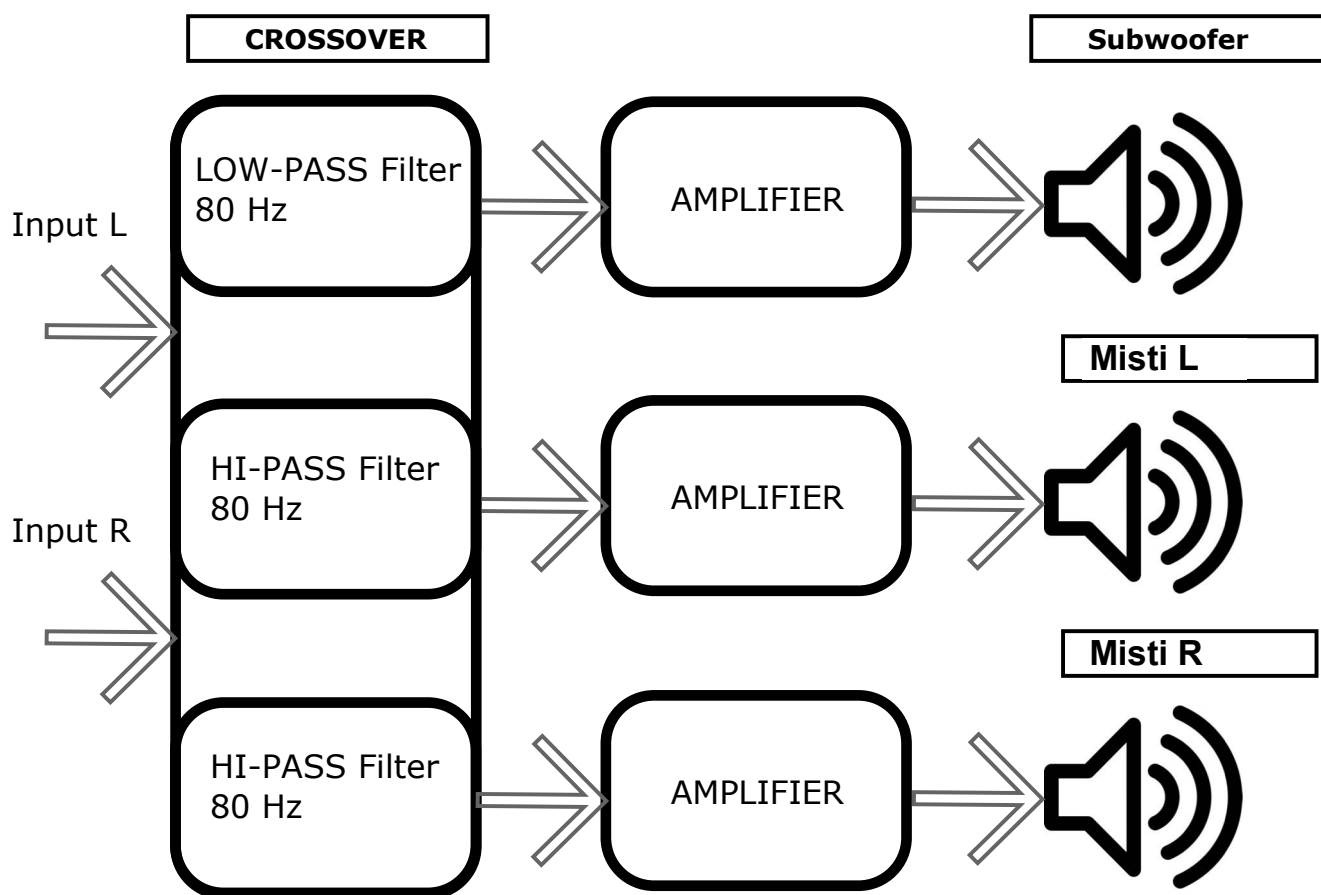 CROSSOVER
Subwoofer
LOW-PASS Filter
80 Hz
AMPLIFIER
Input L
Misti L
HI-PASS Filter
80 Hz
AMPLIFIER
Input R
Misti R
HI-PASS Filter
80 Hz
AMPLIFIER